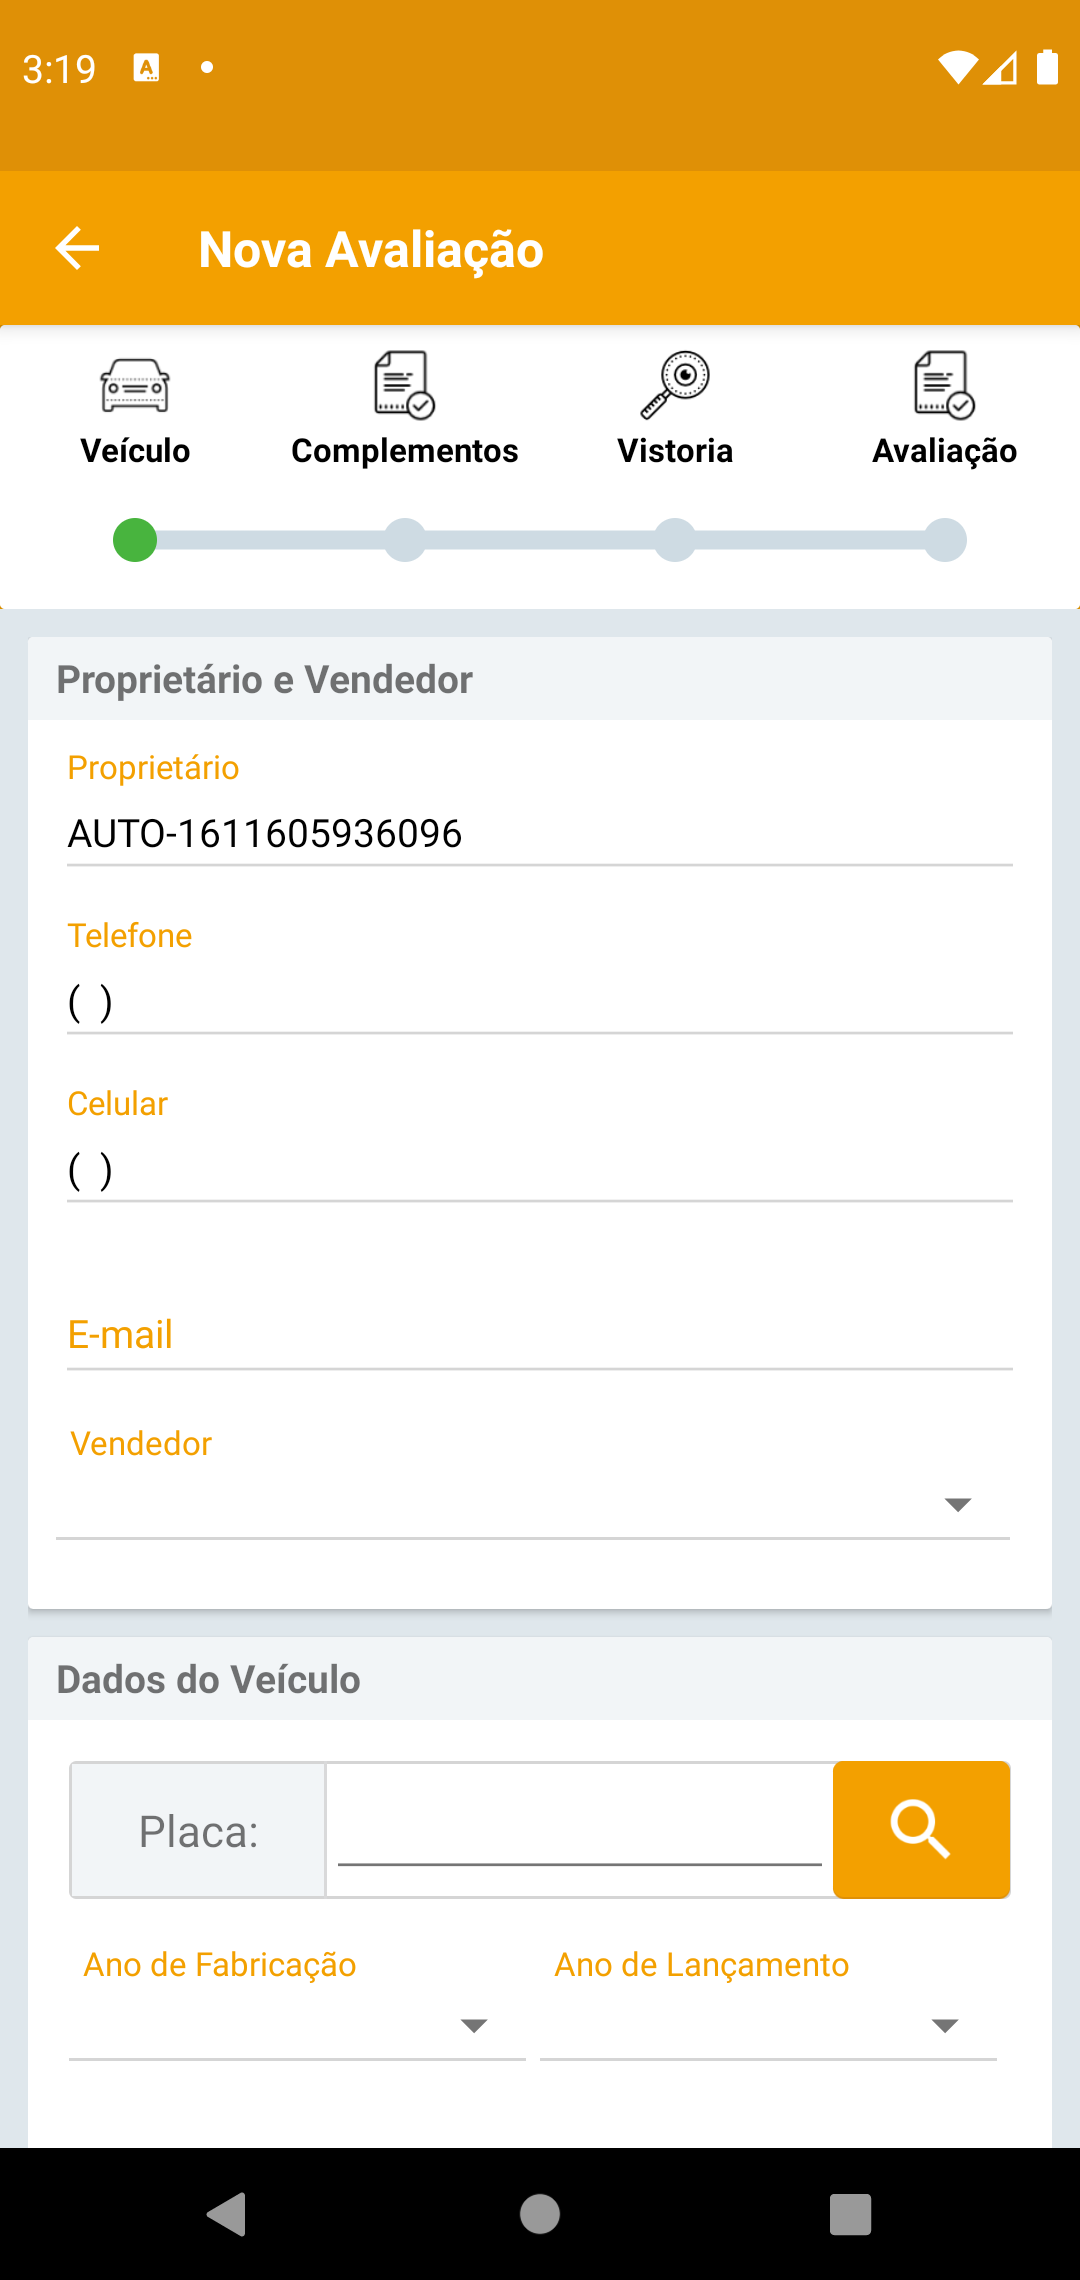 3:19
Nova Avaliação
Veículo Complementos Vistoria Avaliação
Proprietário e Vendedor
Proprietário
AUTO-1611605936096
Telefone
( )
Celular
( )
E-mail
Vendedor
Dados do Veículo
Placa:
Ano de Fabricação Ano de Lançamento